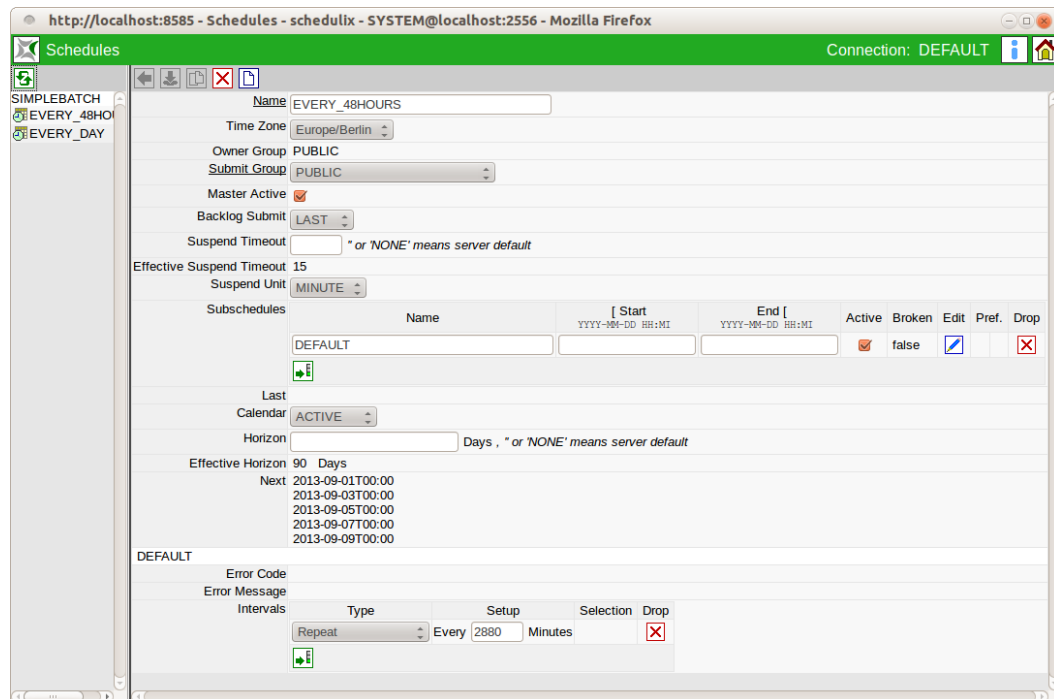 http://localhost:8585 - Schedules - schedulix - SYSTEM@localhost:2556 - Mozilla Firefox
Schedules Connection: DEFAULT
SIMPLEBATCH
EVERY_48HOU
EVERY_DAY
Name EVERY_48HOURS
Time Zone Europe/Berlin
Owner Group PUBLIC
Submit Group PUBLIC
Master Active
Backlog Submit LAST
Suspend Timeout '' or 'NONE' means server default
Effective Suspend Timeout 15
Suspend Unit MINUTE
Subschedules Name [ Start YYYY-MM-DD HH:MI End [ YYYY-MM-DD HH:MI Active Broken Edit Pref. Drop
DEFAULT false
Last
Calendar ACTIVE
Horizon Days , '' or 'NONE' means server default
Effective Horizon 90 Days
Next 2013-09-01T00:00
2013-09-03T00:00
2013-09-05T00:00
2013-09-07T00:00
2013-09-09T00:00
DEFAULT
Error Code
Error Message
Intervals Type Setup Selection Drop
Repeat Every 2880 Minutes